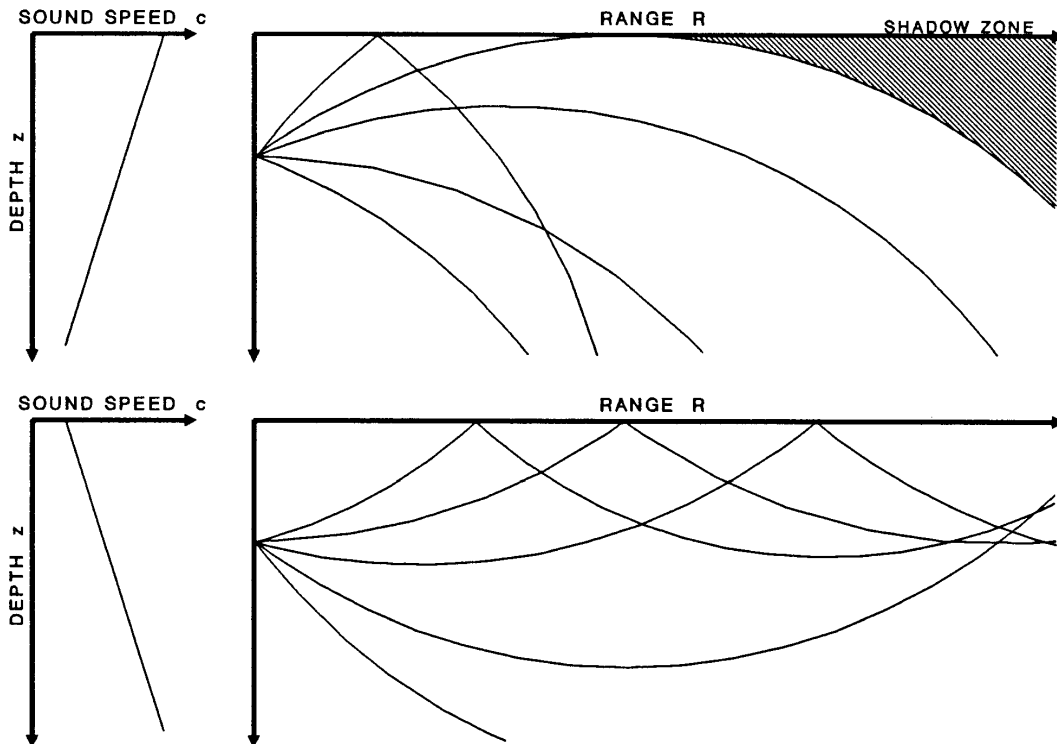 SOUND SPEED c
RANGE R
SHADOW ZONE
DEPTH z
SOUND SPEED c
RANGE R
DEPTH z